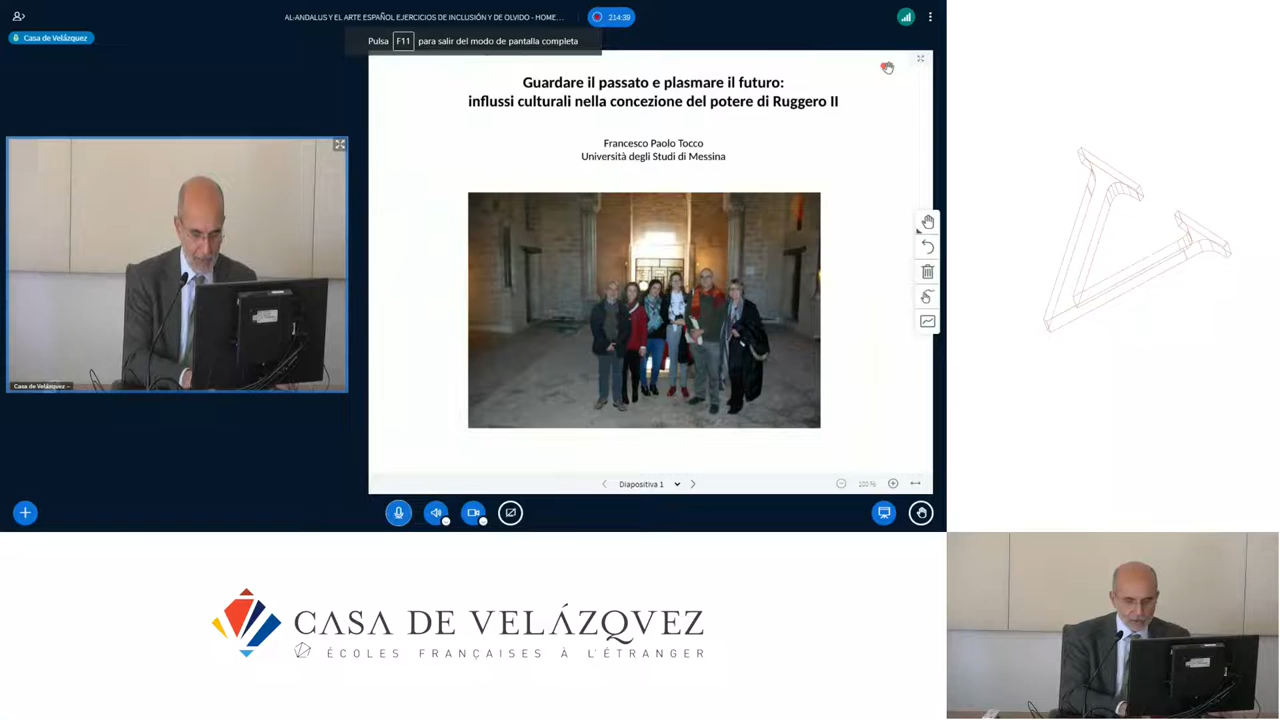 AL-ANDALUS Y EL ARTE ESPAÑOL EJERCICIOS DE INCLUSIÓN Y DE OLVIDO - HOME...
214:39
Casa de Velázquez
Pulsa F11 para salir del modo de pantalla completa
Guardare il passato e plasmare il futuro:
influssi culturali nella concezione del potere di Ruggero II
Francesco Paolo Tocco
Università degli Studi di Messina
Casa de Velázquez
Diapositiva 1
100 %
CASA DE VELÁZQVEZ
ÉCOLES FRANÇAISES À L'ÉTRANGER